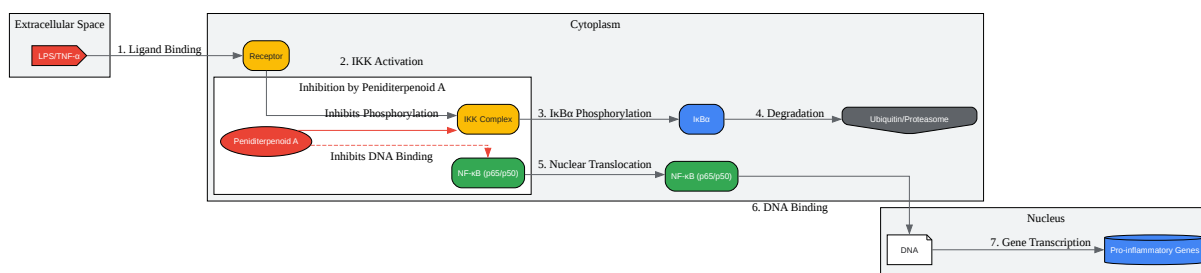 Extracellular Space
Cytoplasm
LPS/TNF-α
1. Ligand Binding
Receptor
2. IKK Activation
Inhibition by Peniditerpenoid A
Inhibits Phosphorylation
IKK Complex
3. IκBα Phosphorylation
IκBα
4. Degradation
Ubiquitin/Proteasome
Peniditerpenoid A
Inhibits DNA Binding
NF-κB (p65/p50)
5. Nuclear Translocation
NF-κB (p65/p50)
6. DNA Binding
Nucleus
DNA
7. Gene Transcription
Pro-inflammatory Genes